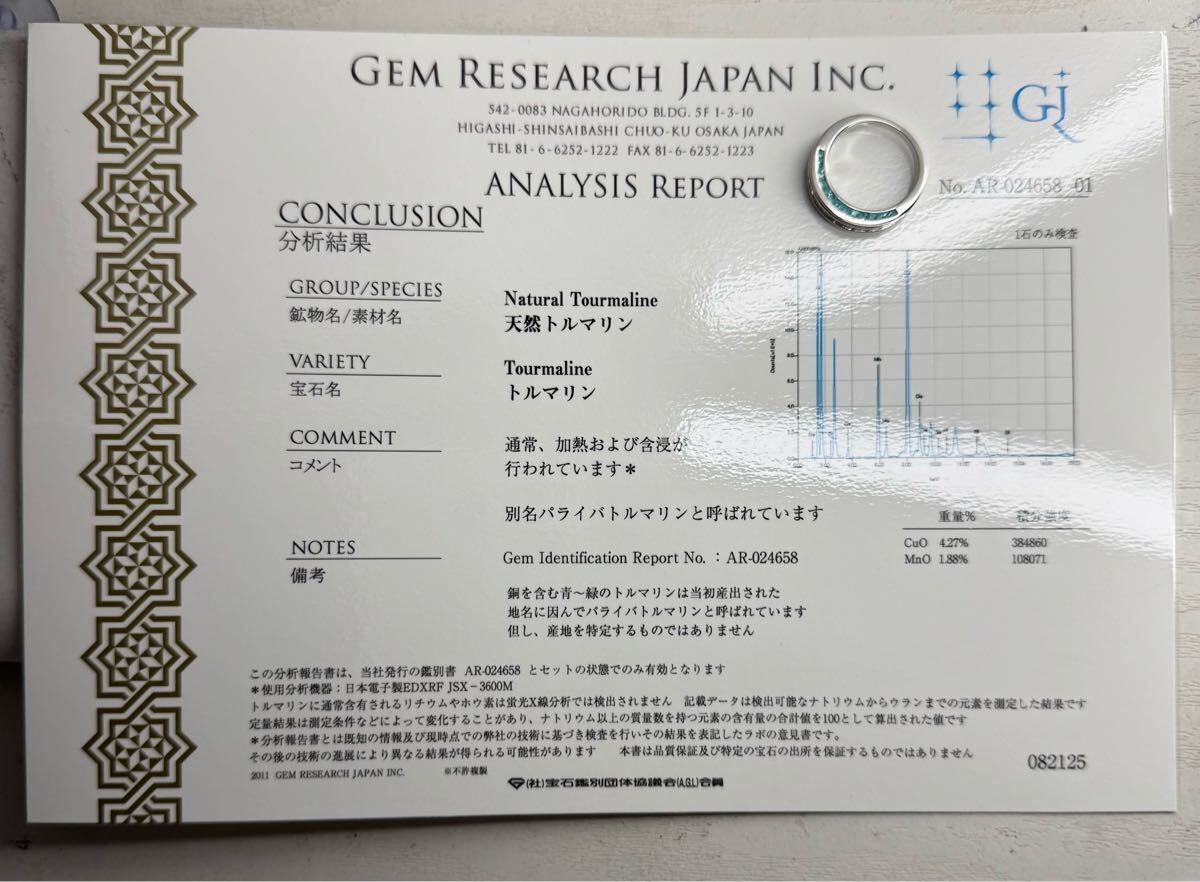 GEM RESEARCH JAPAN INC.
542-0083 NAGAHORIDO BLDG. 5F 1-3-10
HIGASHI-SHINSAIBASHI CHUO-KU OSAKA JAPAN
TEL 81-6-6252-1222 FAX 81-6-6252-1223
GJ
ANALYSIS REPORT
No. AR-024658-01
CONCLUSION
分析結果
1石のみ検査
GROUP/SPECIES
鉱物名/素材名
Natural Tourmaline
天然トルマリン
VARIETY
宝石名
Tourmaline
トルマリン
COMMENT
コメント
通常、加熱および含浸が
行われています*
別名パライバトルマリンと呼ばれています
重量% 積分強度
CuO 4.27% 384860
MnO 1.88% 108071
NOTES
備考
Gem Identification Report No. : AR-024658
銅を含む青~緑のトルマリンは当初産出された
地名に因んでパライバトルマリンと呼ばれています
但し、産地を特定するものではありません
この分析報告書は、当社発行の鑑別書 AR-024658 とセットの状態でのみ有効となります
*使用分析機器:日本電子製EDXRF JSX-3600M
トルマリンに通常含有されるリチウムやホウ素は蛍光X線分析では検出されません 記載データは検出可能なナトリウムからウランまでの元素を測定した結果です
定量結果は測定条件などによって変化することがあり、ナトリウム以上の質量数を持つ元素の含有量の合計値を100として算出された値です
*分析報告書とは既知の情報及び現時点での弊社の技術に基づき検査を行いその結果を表記したラボの意見書です。
その後の技術の進展により異なる結果が得られる可能性があります 本書は品質保証及び特定の宝石の出所を保証するものではありません
2011 GEM RESEARCH JAPAN INC. ※不許複製
082125
(社)宝石鑑別団体協議会(AGL)会員